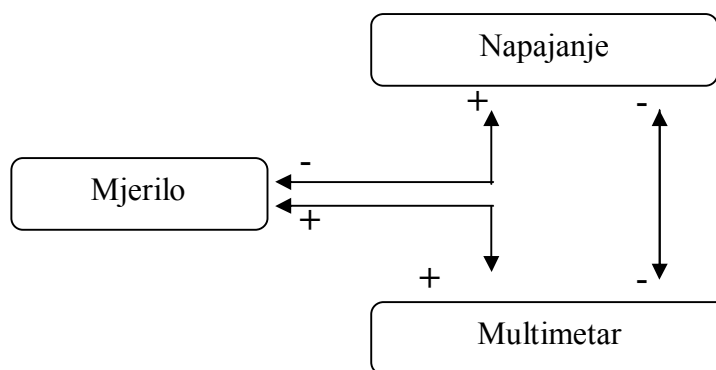 Napajanje
+ -
-
Mjerilo
+
+ -
Multimetar